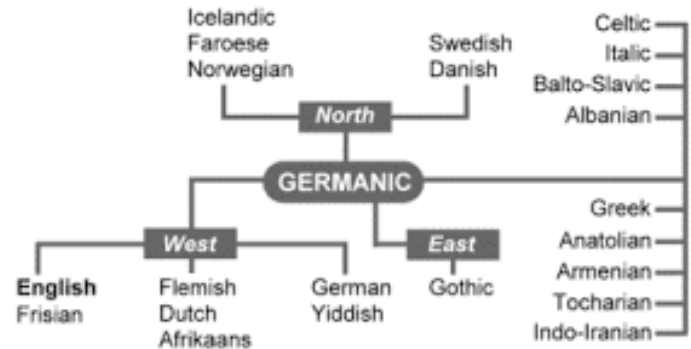 Icelandic
Faroese
Norwegian
Swedish
Danish
North
GERMANIC
West
East
English
Frisian
Flemish
Dutch
Afrikaans
German
Yiddish
Gothic
Celtic
Italic
Balto-Slavic
Albanian
Greek
Anatolian
Armenian
Tocharian
Indo-Iranian